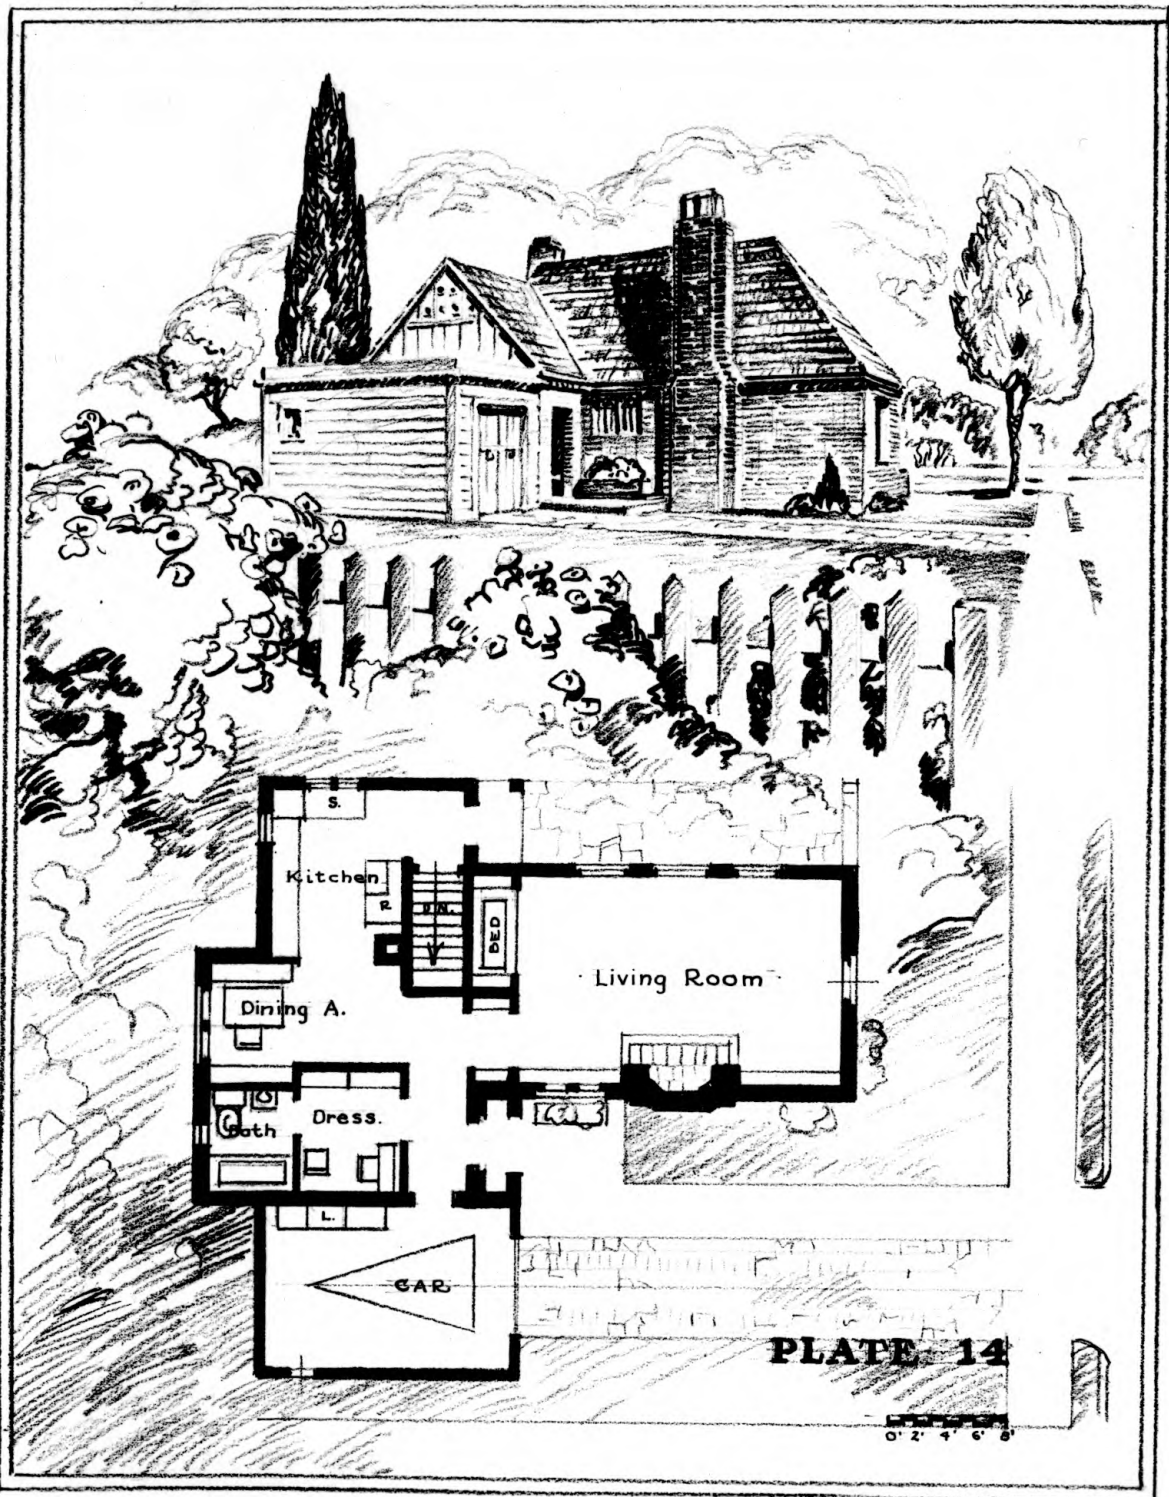 S.
Kitchen
R
DN.
BED
Living Room
Dining A.
Bath
Dress.
L.
CAR
PLATE 14
0' 2' 4' 6' 8'